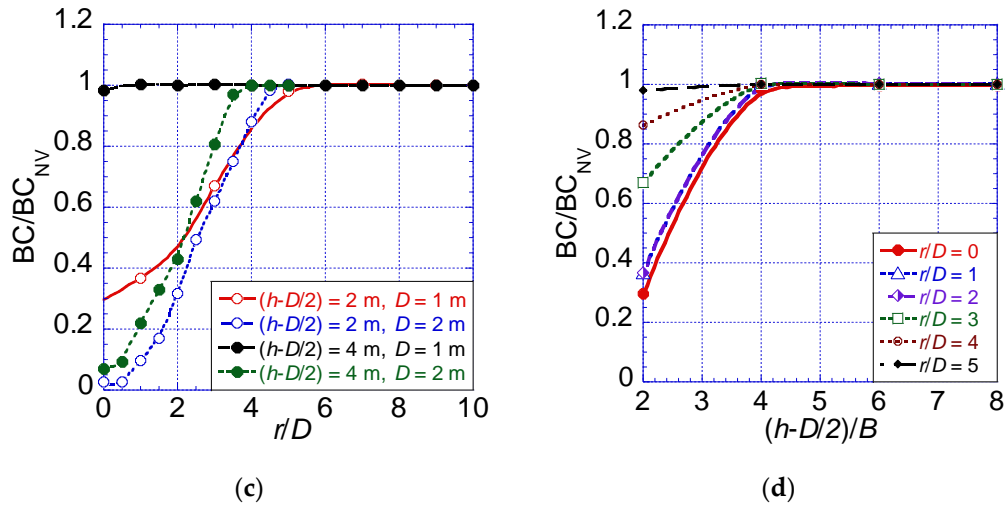 1.2
1
0.8
0.6
0.4
0.2
0
BC/BC_NV
0 2 4 6 8 10
r/D
(h-D/2) = 2 m, D = 1 m
(h-D/2) = 2 m, D = 2 m
(h-D/2) = 4 m, D = 1 m
(h-D/2) = 4 m, D = 2 m
(c)
1.2
1
0.8
0.6
0.4
0.2
0
BC/BC_NV
2 3 4 5 6 7 8
(h-D/2)/B
r/D = 0
r/D = 1
r/D = 2
r/D = 3
r/D = 4
r/D = 5
(d)